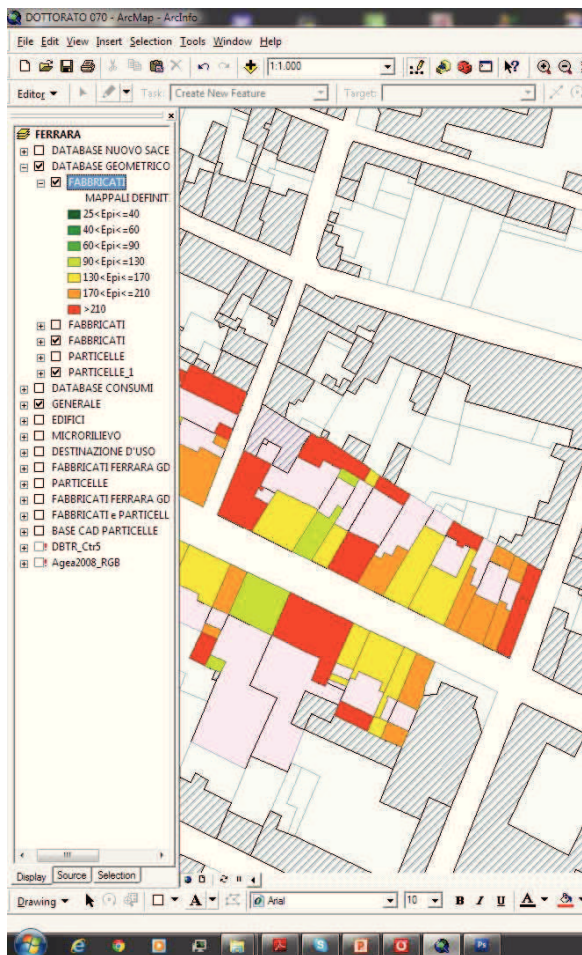 DOTTORATO 070 - ArcMap - ArcInfo
File Edit View Insert Selection Tools Window Help
1:1.000
Editor Task: Create New Feature Target:
FERRARA
DATABASE NUOVO SACE
DATABASE GEOMETRICO
FABBRICATI
MAPPALI DEFINIT
25<Epi<=40
40<Epi<=60
60<Epi<=90
90<Epi<=130
130<Epi<=170
170<Epi<=210
>210
FABBRICATI
FABBRICATI
PARTICELLE
PARTICELLE_1
DATABASE CONSUMI
GENERALE
EDIFICI
MICRORILIEVO
DESTINAZIONE D'USO
FABBRICATI FERRARA GD
PARTICELLE
FABBRICATI FERRARA GD
FABBRICATI e PARTICELL
BASE CAD PARTICELLE
DBTR_Ctr5
Agea2008_RGB
Display Source Selection
Drawing A Arial 10 B I U A